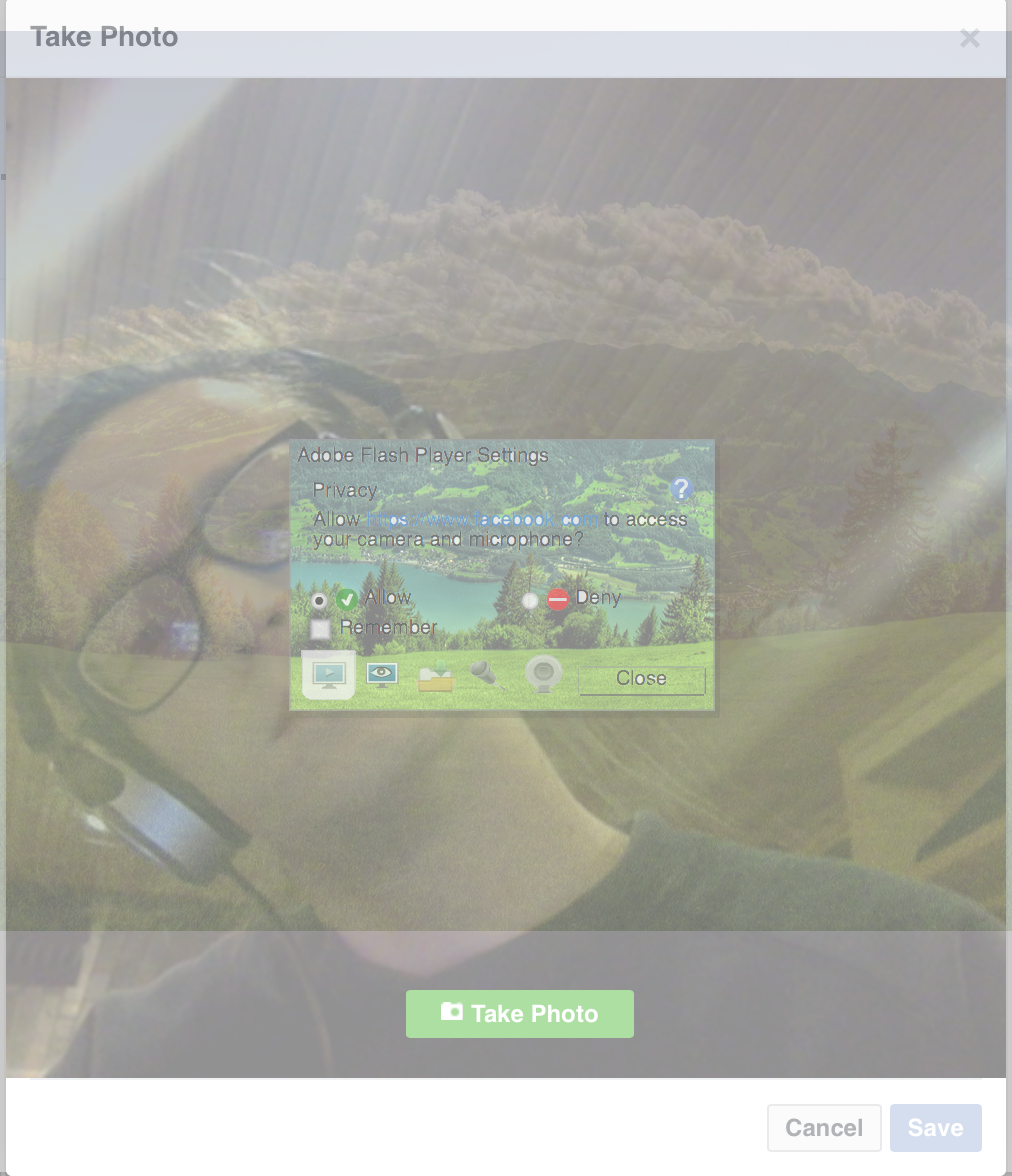 Take Photo
×
Adobe Flash Player Settings
Privacy
?
Allow https://www.facebook.com to access
your camera and microphone?
Allow
Deny
Remember
Close
Take Photo
Cancel
Save